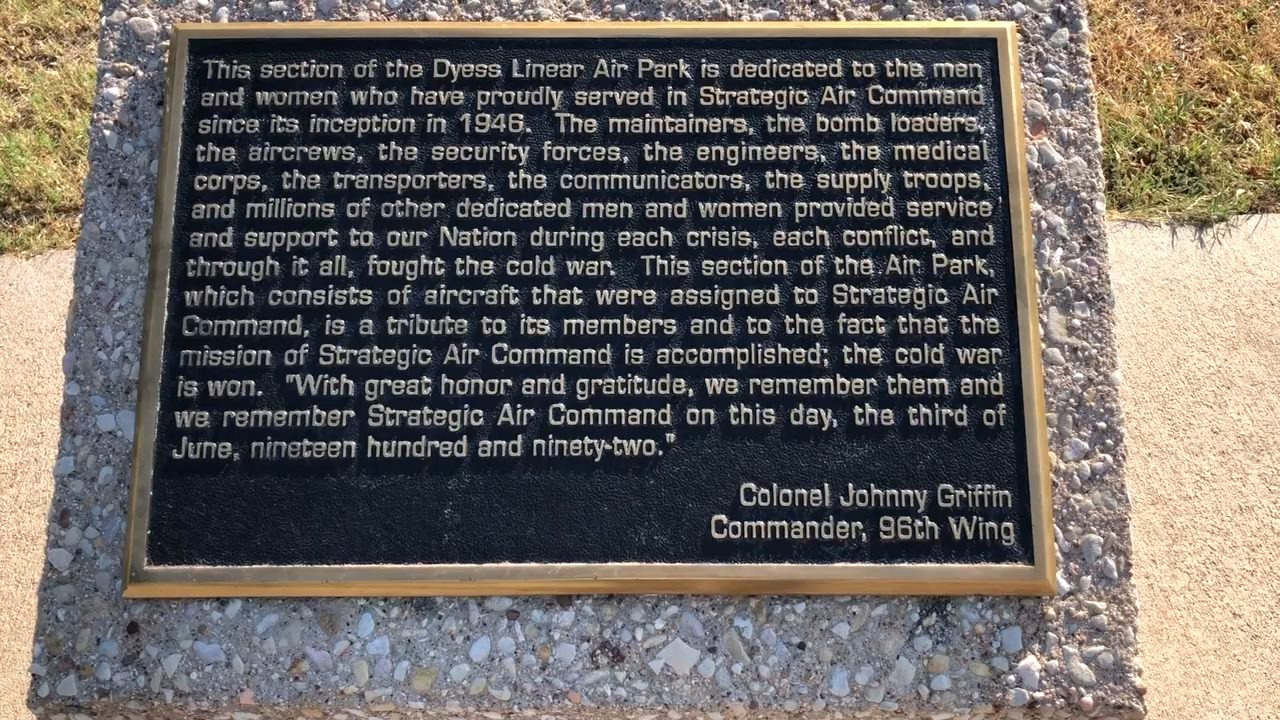 This section of the Dyess Linear Air Park is dedicated to the men
and women who have proudly served in Strategic Air Command
since its inception in 1946. The maintainers, the bomb loaders,
the aircrews, the security forces, the engineers, the medical
corps, the transporters, the communicators, the supply troops,
and millions of other dedicated men and women provided service
and support to our Nation during each crisis, each conflict, and
through it all, fought the cold war. This section of the Air Park,
which consists of aircraft that were assigned to Strategic Air
Command, is a tribute to its members and to the fact that the
mission of Strategic Air Command is accomplished; the cold war
is won. "With great honor and gratitude, we remember them and
we remember Strategic Air Command on this day, the third of
June, nineteen hundred and ninety-two."
Colonel Johnny Griffin
Commander, 96th Wing